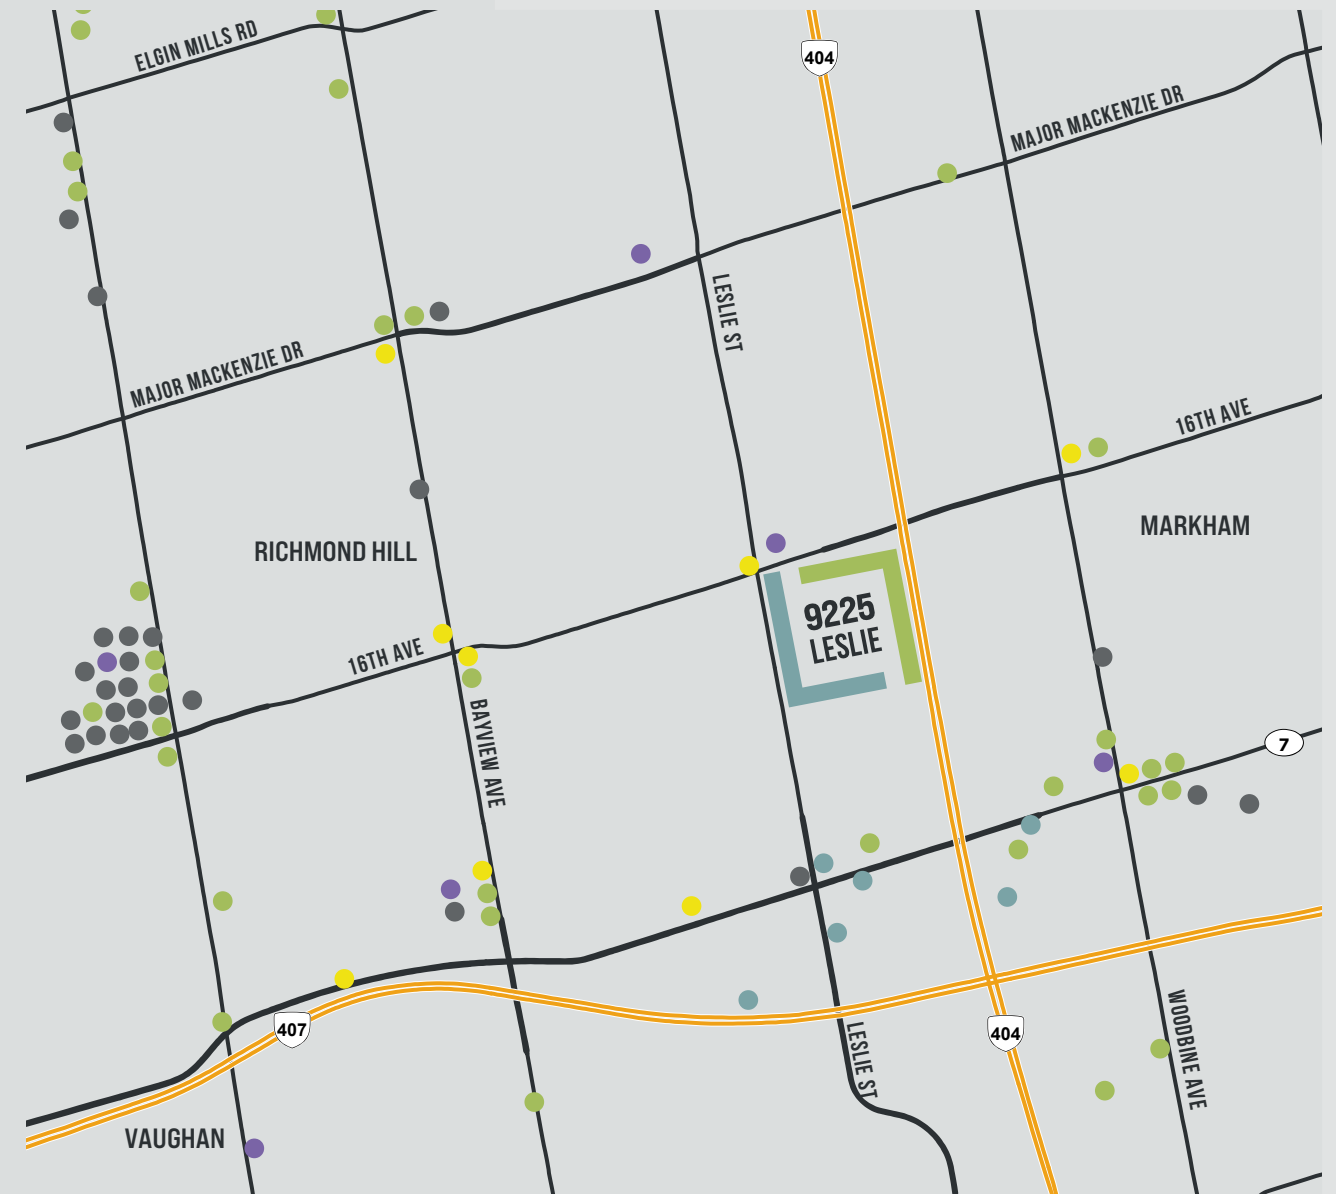 ELGIN MILLS RD
404
MAJOR MACKENZIE DR
LESLIE ST
MAJOR MACKENZIE DR
16TH AVE
RICHMOND HILL
MARKHAM
9225
LESLIE
16TH AVE
BAYVIEW AVE
7
407
404
WOODBINE AVE
LESLIE ST
VAUGHAN